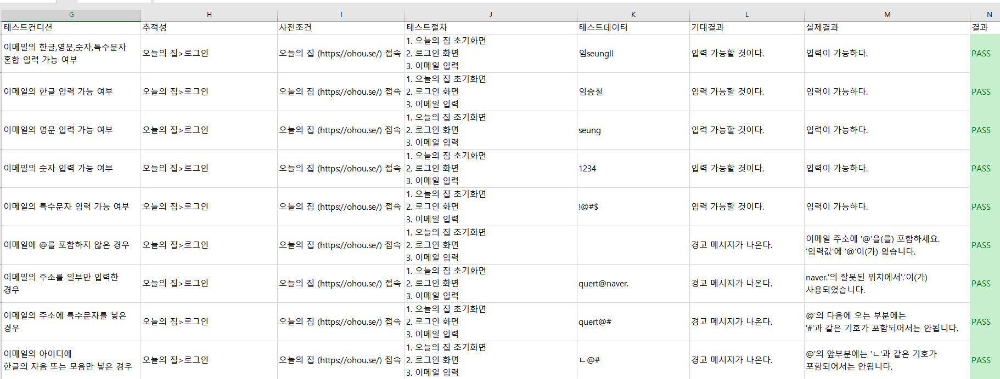 G H I J K L M N
테스트컨디션 추적성 사전조건 테스트절차 테스트데이터 기대결과 실제결과 결과
이메일의 한글,영문,숫자,특수문자
혼합 입력 가능 여부
오늘의 집>로그인
오늘의 집 (https://ohou.se/) 접속
1. 오늘의 집 초기화면
2. 로그인 화면
3. 이메일 입력
임seung!!
입력 가능할 것이다.
입력이 가능하다.
PASS
이메일의 한글 입력 가능 여부
오늘의 집>로그인
오늘의 집 (https://ohou.se/) 접속
1. 오늘의 집 초기화면
2. 로그인 화면
3. 이메일 입력
임승철
입력 가능할 것이다.
입력이 가능하다.
PASS
이메일의 영문 입력 가능 여부
오늘의 집>로그인
오늘의 집 (https://ohou.se/) 접속
1. 오늘의 집 초기화면
2. 로그인 화면
3. 이메일 입력
seung
입력 가능할 것이다.
입력이 가능하다.
PASS
이메일의 숫자 입력 가능 여부
오늘의 집>로그인
오늘의 집 (https://ohou.se/) 접속
1. 오늘의 집 초기화면
2. 로그인 화면
3. 이메일 입력
1234
입력 가능할 것이다.
입력이 가능하다.
PASS
이메일의 특수문자 입력 가능 여부
오늘의 집>로그인
오늘의 집 (https://ohou.se/) 접속
1. 오늘의 집 초기화면
2. 로그인 화면
3. 이메일 입력
!@#$
입력 가능할 것이다.
입력이 가능하다.
PASS
이메일에 @를 포함하지 않은 경우
오늘의 집>로그인
오늘의 집 (https://ohou.se/) 접속
1. 오늘의 집 초기화면
2. 로그인 화면
3. 이메일 입력
경고 메시지가 나온다.
이메일 주소에 '@'을(를) 포함하세요.
'입력값'에 '@'이(가) 없습니다.
PASS
이메일의 주소를 일부만 입력한
경우
오늘의 집>로그인
오늘의 집 (https://ohou.se/) 접속
1. 오늘의 집 초기화면
2. 로그인 화면
3. 이메일 입력
quert@naver.
경고 메시지가 나온다.
naver.'의 잘못된 위치에서'.'이(가)
사용되었습니다.
PASS
이메일의 주소에 특수문자를 넣은
경우
오늘의 집>로그인
오늘의 집 (https://ohou.se/) 접속
1. 오늘의 집 초기화면
2. 로그인 화면
3. 이메일 입력
quert@#
경고 메시지가 나온다.
@'의 다음에 오는 부분에는
'#'과 같은 기호가 포함되어서는 안됩니다.
PASS
이메일의 아이디에
한글의 자음 또는 모음만 넣은 경우
오늘의 집>로그인
오늘의 집 (https://ohou.se/) 접속
1. 오늘의 집 초기화면
2. 로그인 화면
3. 이메일 입력
ㄴ@#
경고 메시지가 나온다.
@'의 앞부분에는 'ㄴ'과 같은 기호가
포함되어서는 안됩니다.
PASS